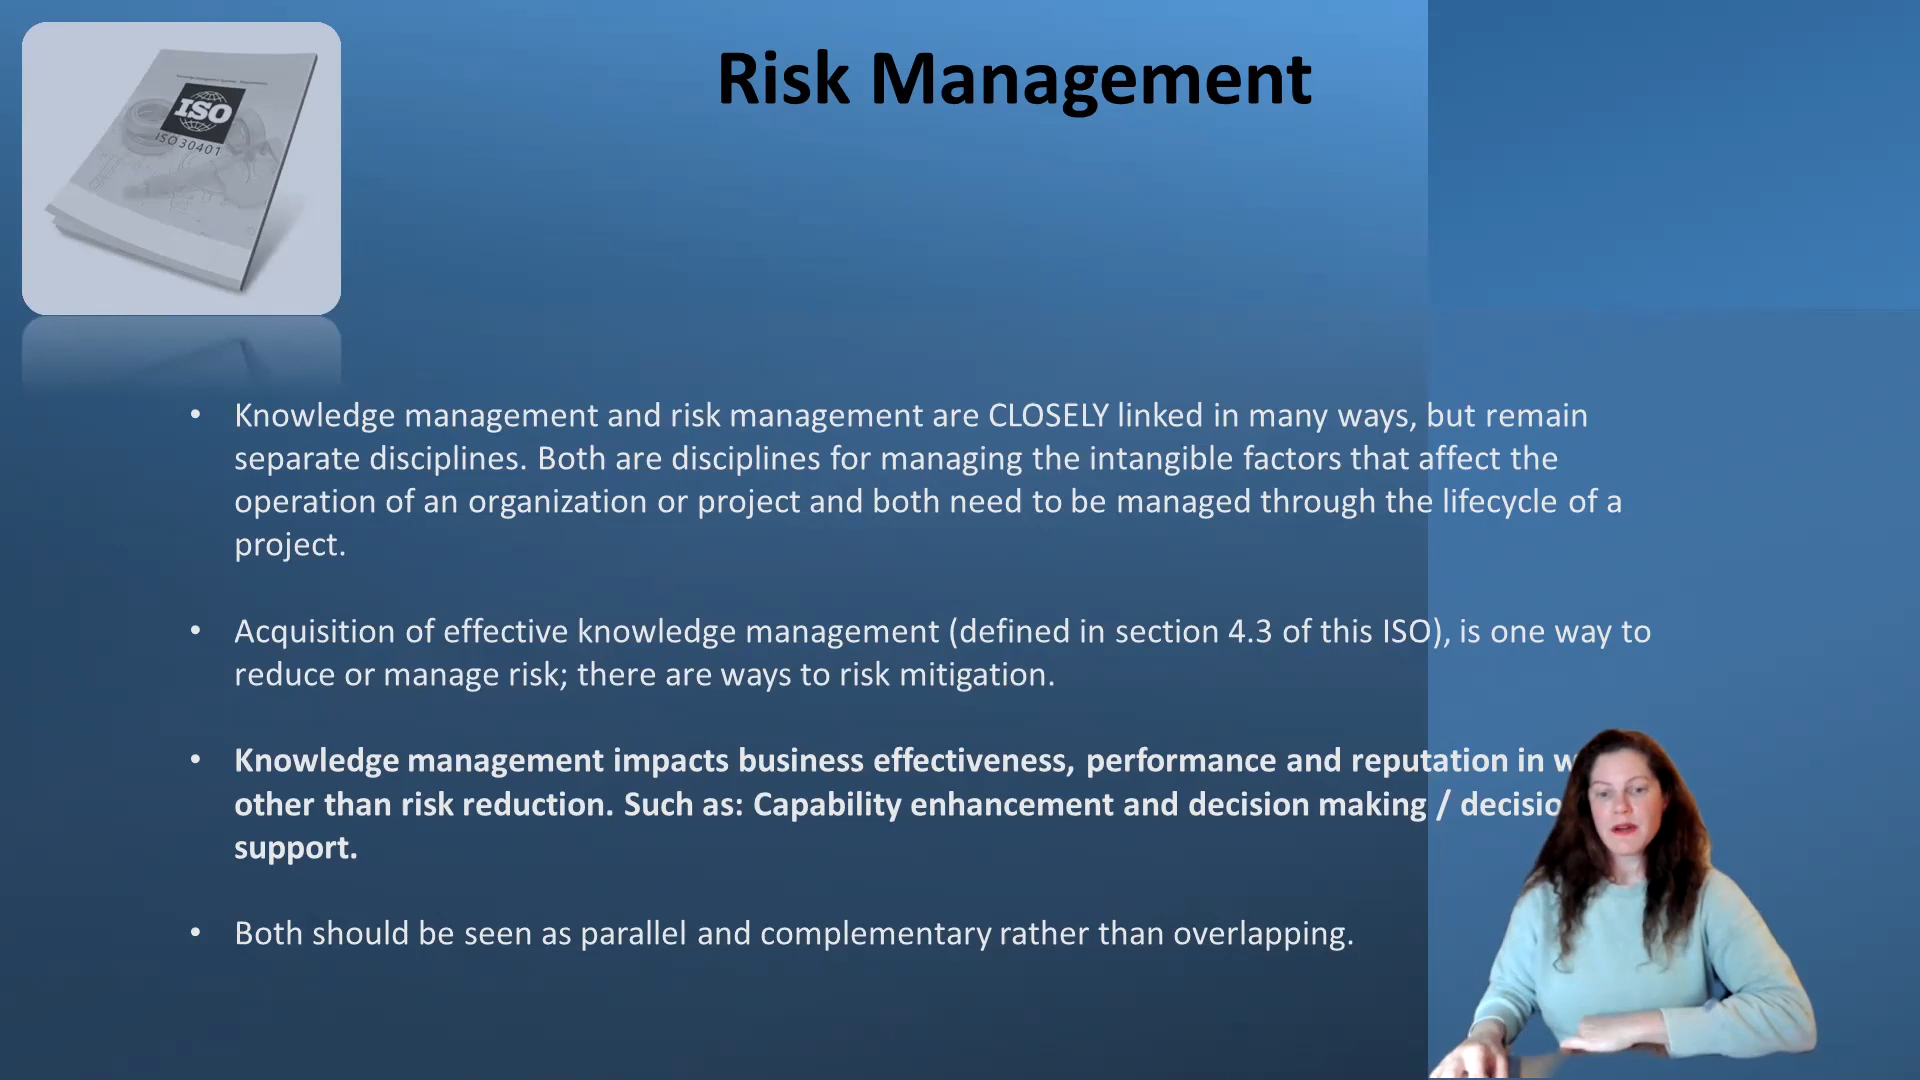 Risk Management
ISO
ISO 30401
• Knowledge management and risk management are CLOSELY linked in many ways, but remain
separate disciplines. Both are disciplines for managing the intangible factors that affect the
operation of an organization or project and both need to be managed through the lifecycle of a
project.
• Acquisition of effective knowledge management (defined in section 4.3 of this ISO), is one way to
reduce or manage risk; there are ways to risk mitigation.
• Knowledge management impacts business effectiveness, performance and reputation in
other than risk reduction. Such as: Capability enhancement and decision making /
support.
• Both should be seen as parallel and complementary rather than overlapping.